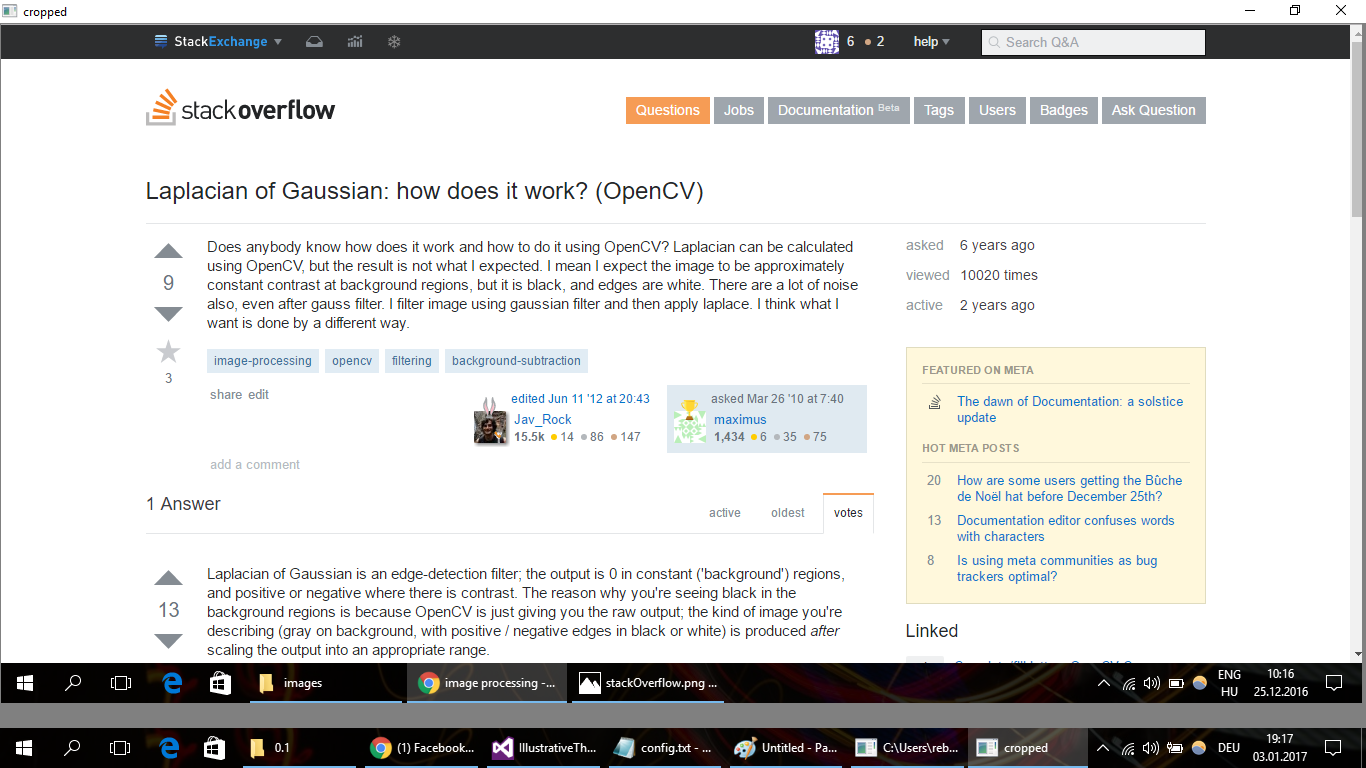 cropped
StackExchange
6 2 help
Search Q&A
stackoverflow
Questions Jobs Documentation Beta Tags Users Badges Ask Question
Laplacian of Gaussian: how does it work? (OpenCV)
9
3
Does anybody know how does it work and how to do it using OpenCV? Laplacian can be calculated
using OpenCV, but the result is not what I expected. I mean I expect the image to be approximately
constant contrast at background regions, but it is black, and edges are white. There are a lot of noise
also, even after gauss filter. I filter image using gaussian filter and then apply laplace. I think what I
want is done by a different way.
image-processing opencv filtering background-subtraction
share edit
edited Jun 11 '12 at 20:43
Jav_Rock
15.5k 14 86 147
asked Mar 26 '10 at 7:40
maximus
1,434 6 35 75
add a comment
asked 6 years ago
viewed 10020 times
active 2 years ago
FEATURED ON META
The dawn of Documentation: a solstice
update
HOT META POSTS
20 How are some users getting the Bûche
de Noël hat before December 25th?
13 Documentation editor confuses words
with characters
8 Is using meta communities as bug
trackers optimal?
Linked
1 Answer
active oldest votes
13
Laplacian of Gaussian is an edge-detection filter; the output is 0 in constant ('background') regions,
and positive or negative where there is contrast. The reason why you're seeing black in the
background regions is because OpenCV is just giving you the raw output; the kind of image you're
describing (gray on background, with positive / negative edges in black or white) is produced after
scaling the output into an appropriate range.
images
image processing -...
stackOverflow.png ...
ENG
HU
10:16
25.12.2016
0.1
(1) Facebook...
IllustrativeTh...
config.txt - ...
Untitled - Pa...
C:\Users\reb...
cropped
DEU
19:17
03.01.2017